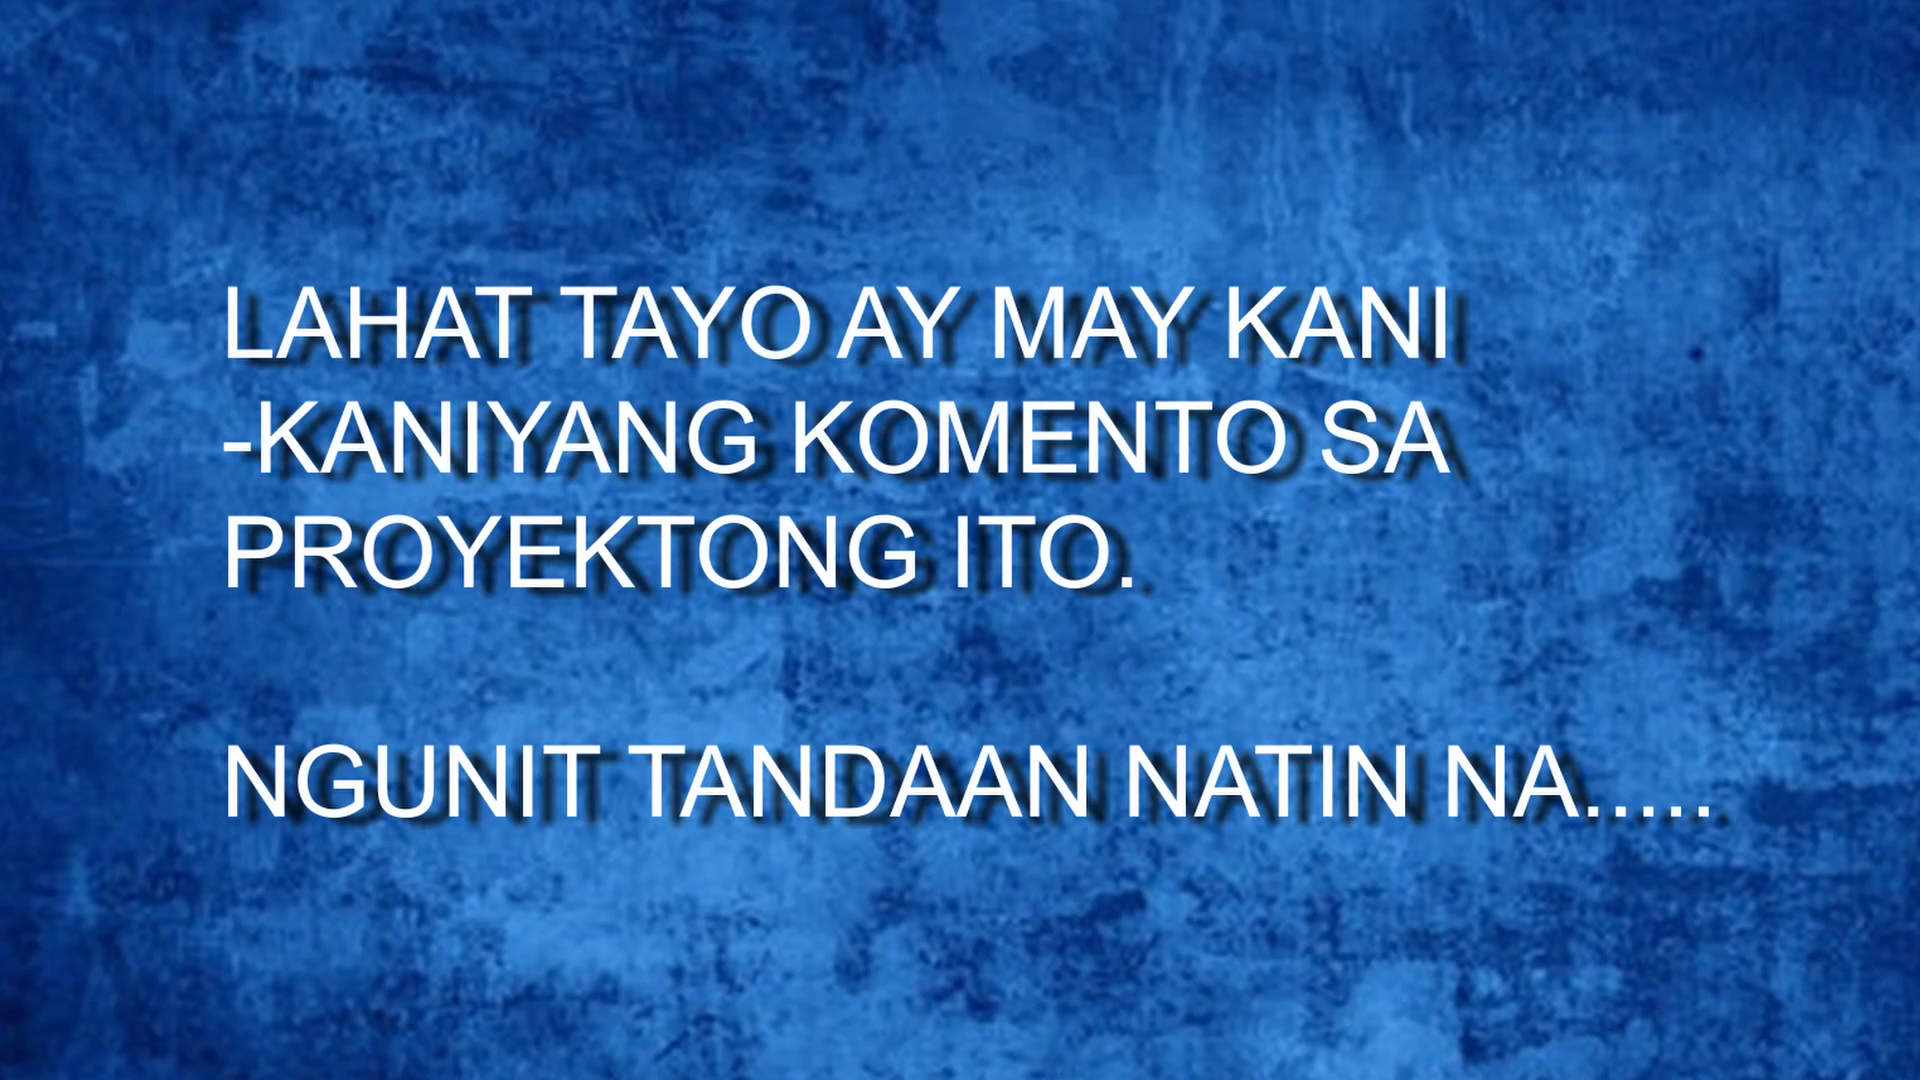 LAHAT TAYO AY MAY KANI
-KANIYANG KOMENTO SA
PROYEKTONG ITO.
NGUNIT TANDAAN NATIN NA.....